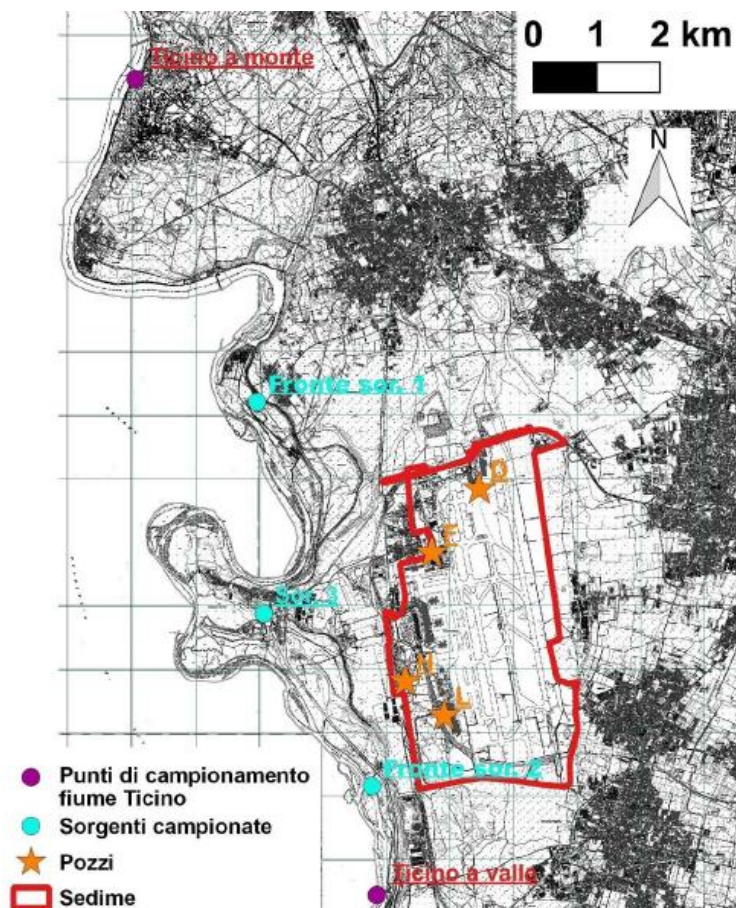 0 1 2 km
Ticino a monte
N
Fronte sor. 1
D
E
Sor. 3
H
L
Fronte sor. 2
Ticino a valle
Punti di campionamento
fiume Ticino
Sorgenti campionate
Pozzi
Sedime